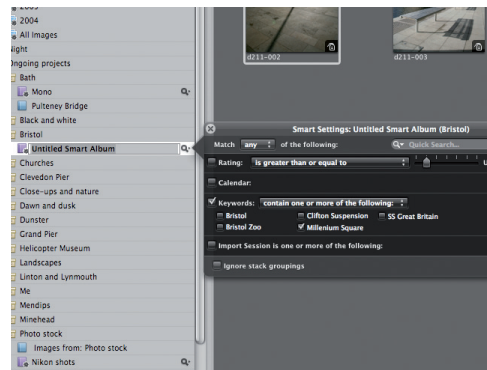 2004
All Images
Ongoing projects
Bath
Mono
Pulteney Bridge
Black and white
Bristol
Untitled Smart Album
Churches
Clevedon Pier
Close-ups and nature
Dawn and dusk
Dunster
Grand Pier
Helicopter Museum
Landscapes
Linton and Lynmouth
Me
Mendips
Minehead
Photo stock
Images from: Photo stock
Nikon shots
d211-002
d211-003
Smart Settings: Untitled Smart Album (Bristol)
Match any of the following:
Quick Search...
Rating: is greater than or equal to
Calendar:
Keywords: contain one or more of the following:
Bristol Clifton Suspension SS Great Britain
Bristol Zoo Millenium Square
Import Session is one or more of the following:
Ignore stack groupings